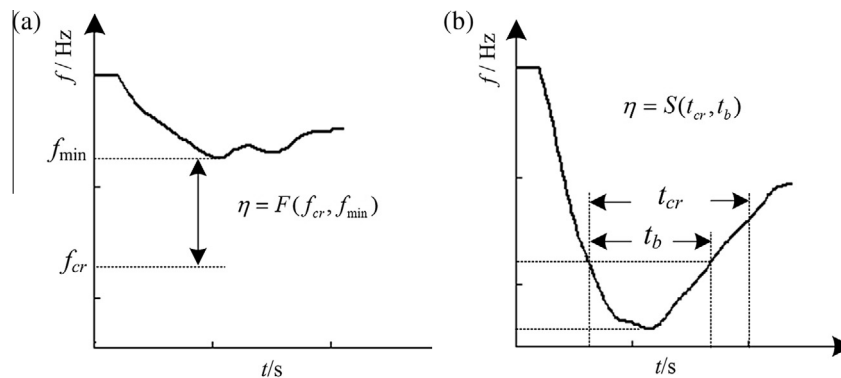 (a)
f / Hz
f_min
η = F(f_cr, f_min)
f_cr
t/s
(b)
f / Hz
η = S(t_cr, t_b)
t_cr
t_b
t/s